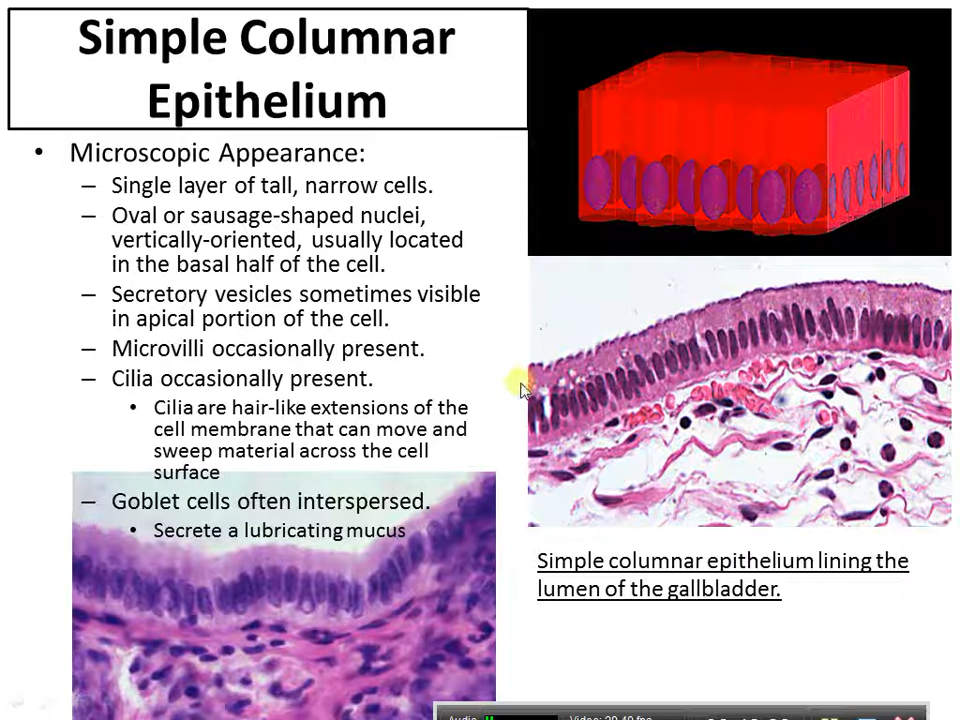 Simple Columnar
Epithelium
• Microscopic Appearance:
– Single layer of tall, narrow cells.
– Oval or sausage-shaped nuclei,
vertically-oriented, usually located
in the basal half of the cell.
– Secretory vesicles sometimes visible
in apical portion of the cell.
– Microvilli occasionally present.
– Cilia occasionally present.
• Cilia are hair-like extensions of the
cell membrane that can move and
sweep material across the cell
surface
– Goblet cells often interspersed.
• Secrete a lubricating mucus
Simple columnar epithelium lining the
lumen of the gallbladder.
Audio